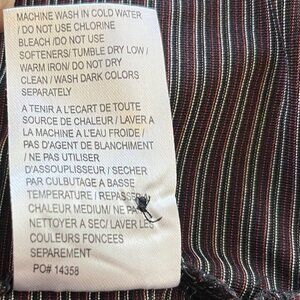 MACHINE WASH IN COLD WATER
/ DO NOT USE CHLORINE
BLEACH /DO NOT USE
SOFTENERS/ TUMBLE DRY LOW /
WARM IRON/ DO NOT DRY
CLEAN / WASH DARK COLORS
SEPARATELY
A TENIR A L'ECART DE TOUTE
SOURCE DE CHALEUR / LAVER A
LA MACHINE A L'EAU FROIDE /
PAS D'AGENT DE BLANCHIMENT
/ NE PAS UTILISER
D'ASSOUPLISSEUR / SECHER
PAR CULBUTAGE A BASSE
TEMPERATURE / REPASSER
CHALEUR MEDIUM/ NE PAS
NETTOYER A SEC/ LAVER LES
COULEURS FONCEES
SEPAREMENT
PO# 14358